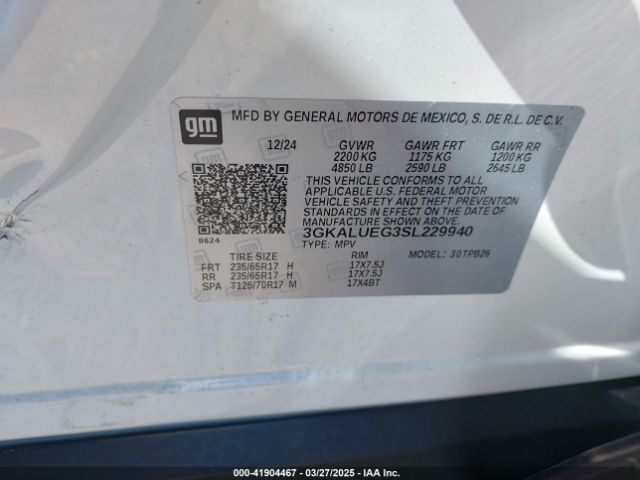 gm
MFD BY GENERAL MOTORS DE MEXICO, S. DE R.L. DE C.V.
12/24 GVWR GAWR FRT GAWR RR
2200 KG 1175 KG 1200 KG
4850 LB 2590 LB 2645 LB
THIS VEHICLE CONFORMS TO ALL
APPLICABLE U.S. FEDERAL MOTOR
VEHICLE SAFETY AND THEFT PREVENTION
STANDARDS IN EFFECT ON THE DATE OF
MANUFACTURE SHOWN ABOVE.
3GKALUEG3SL229940
8624
TYPE: MPV MODEL: 30TPB26
TIRE SIZE RIM
FRT 235/65R17 H 17X7.5J
RR 235/65R17 H 17X7.5J
SPA T125/70R17 M 17X4BT
000-41904467 — 03/27/2025 — IAA Inc.